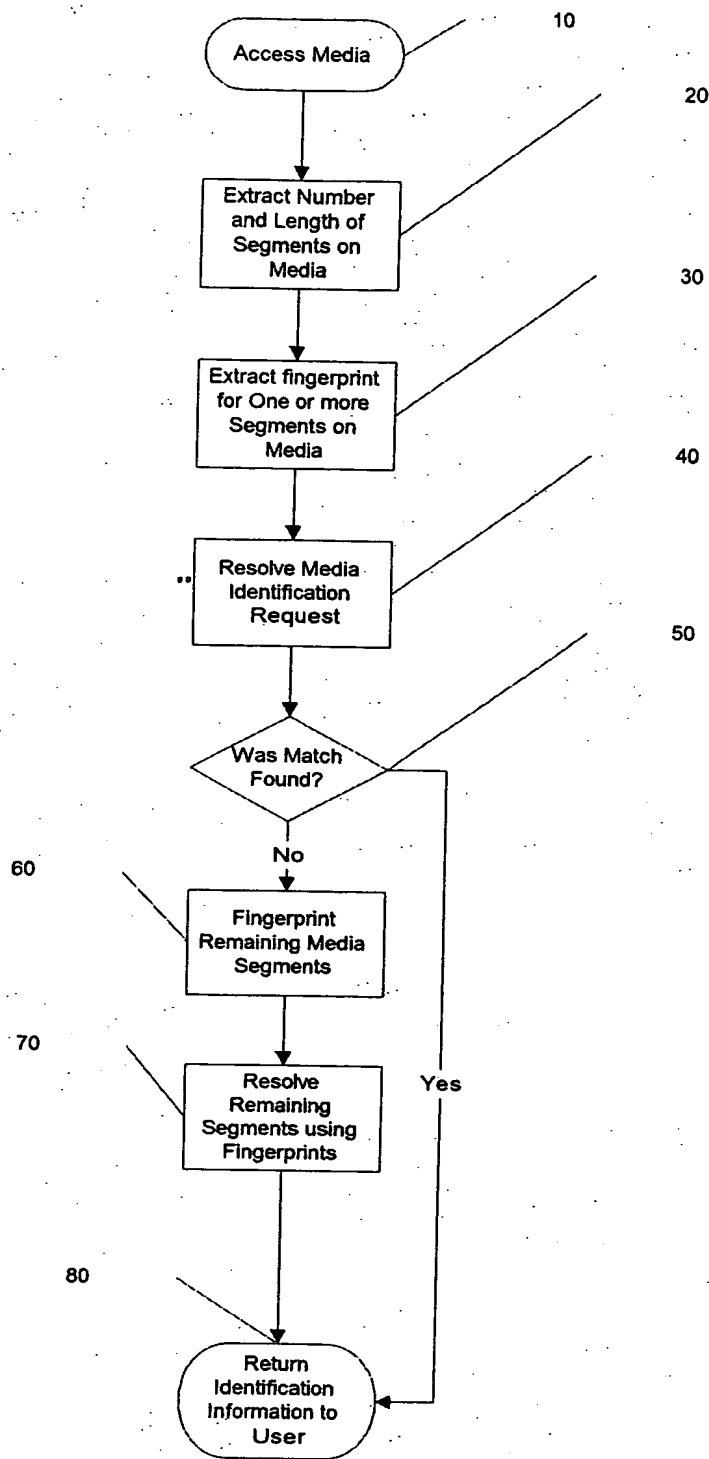 10
Access Media
20
Extract Number
and Length of
Segments on
Media
30
Extract fingerprint
for One or more
Segments on
Media
40
Resolve Media
Identification
Request
50
Was Match
Found?
No
60
Fingerprint
Remaining Media
Segments
70
Resolve
Remaining
Segments using
Fingerprints
Yes
80
Return
Identification
Information to
User